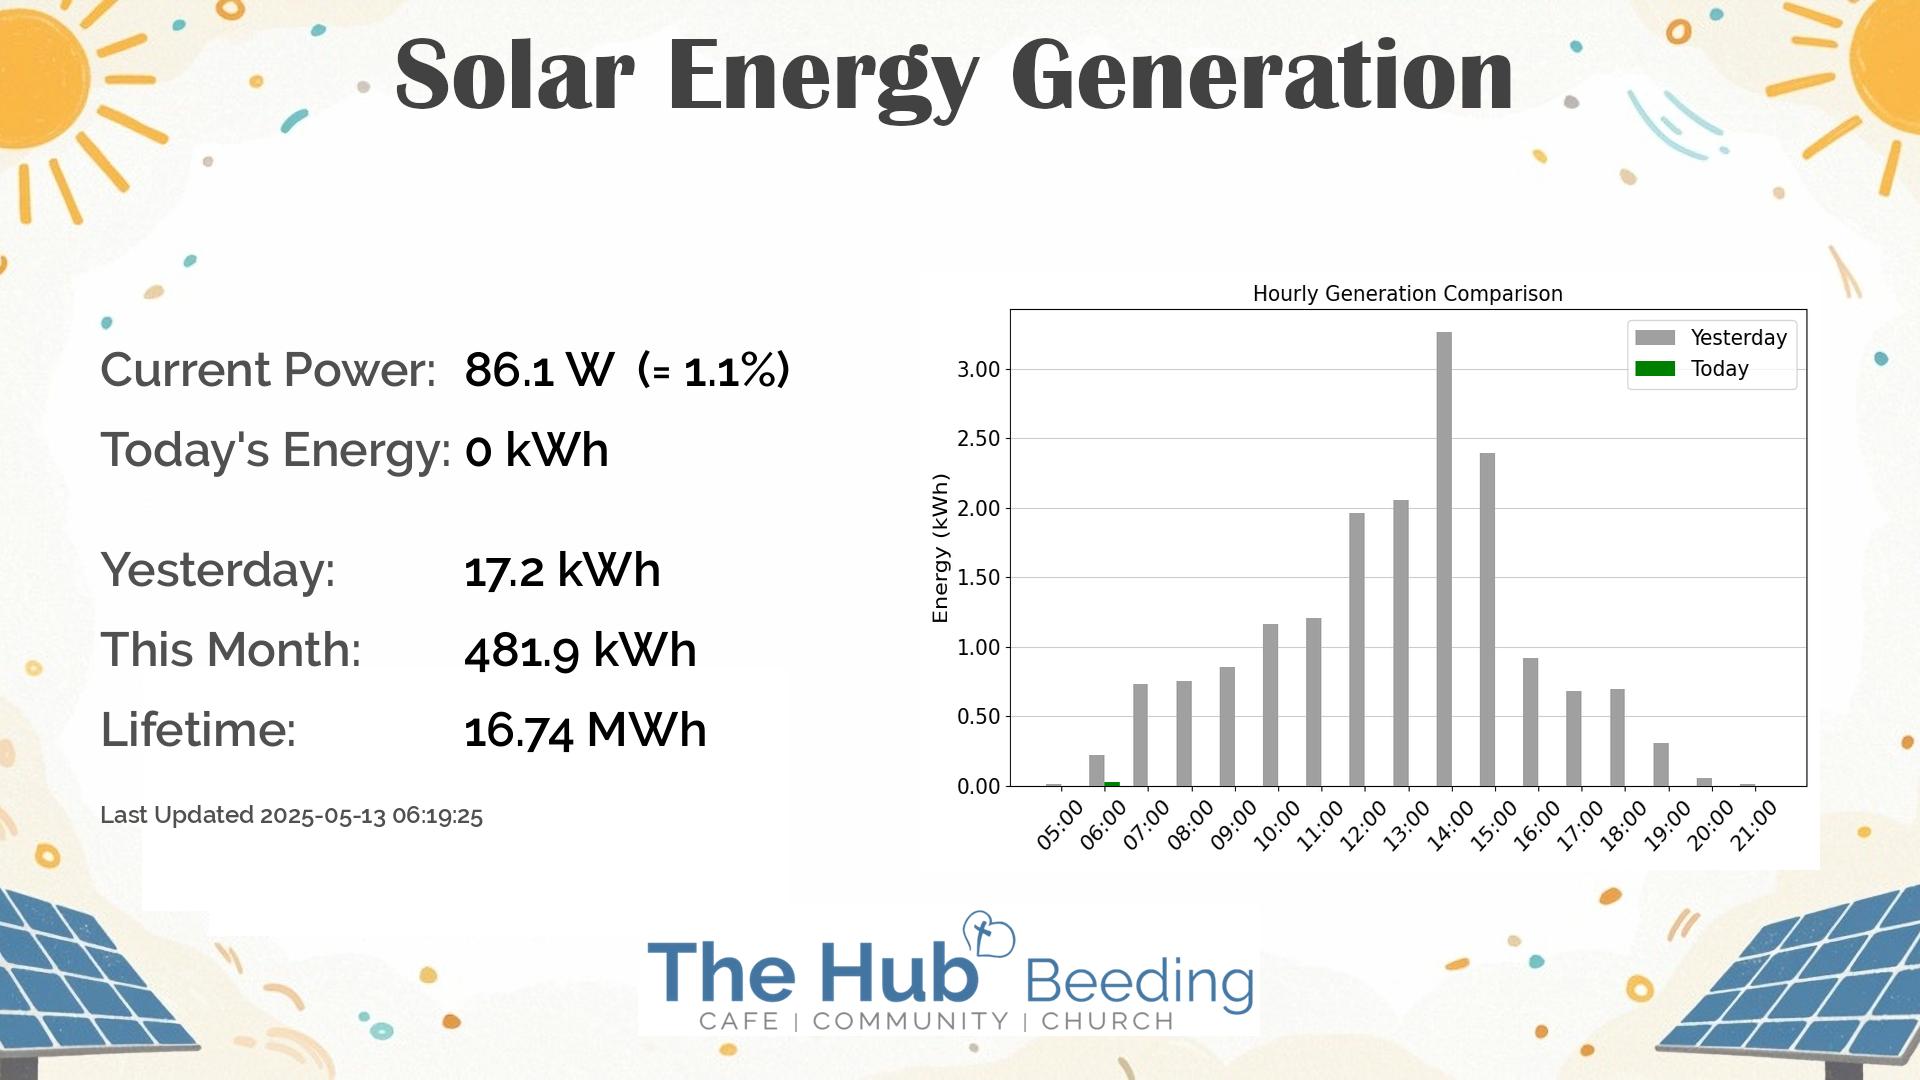 Solar Energy Generation
Current Power: 86.1 W (= 1.1%)
Today's Energy: 0 kWh
Yesterday: 17.2 kWh
This Month: 481.9 kWh
Lifetime: 16.74 MWh
Last Updated 2025-05-13 06:19:25
Hourly Generation Comparison
Yesterday
Today
Energy (kWh)
3.00
2.50
2.00
1.50
1.00
0.50
0.00
05:00 06:00 07:00 08:00 09:00 10:00 11:00 12:00 13:00 14:00 15:00 16:00 17:00 18:00 19:00 20:00 21:00
The Hub Beeding
CAFE | COMMUNITY | CHURCH